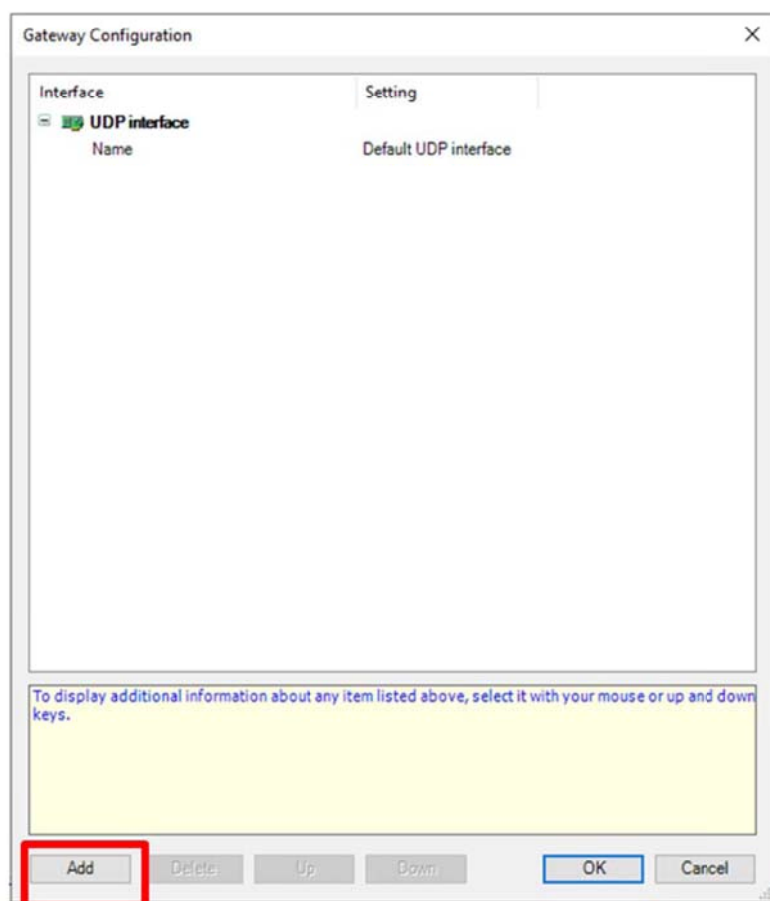 Gateway Configuration
Interface Setting
UDP interface
Name Default UDP interface
To display additional information about any item listed above, select it with your mouse or up and down
keys.
Add Delete Up Down OK Cancel